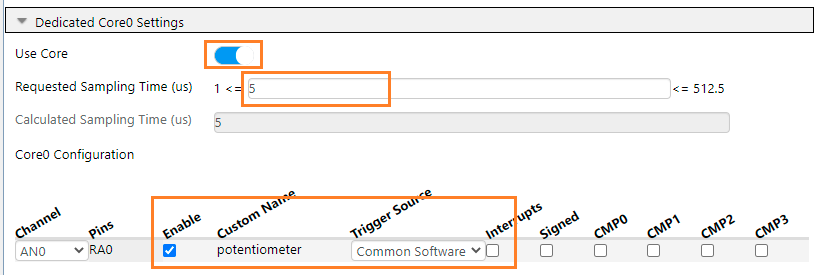 Dedicated Core0 Settings
Use Core
Requested Sampling Time (us) 1 <= 5 <= 512.5
Calculated Sampling Time (us) 5
Core0 Configuration
Channel Pins Enable Custom Name Trigger Source Interrupts Signed CMP0 CMP1 CMP2 CMP3
AN0 RA0 potentiometer Common Software